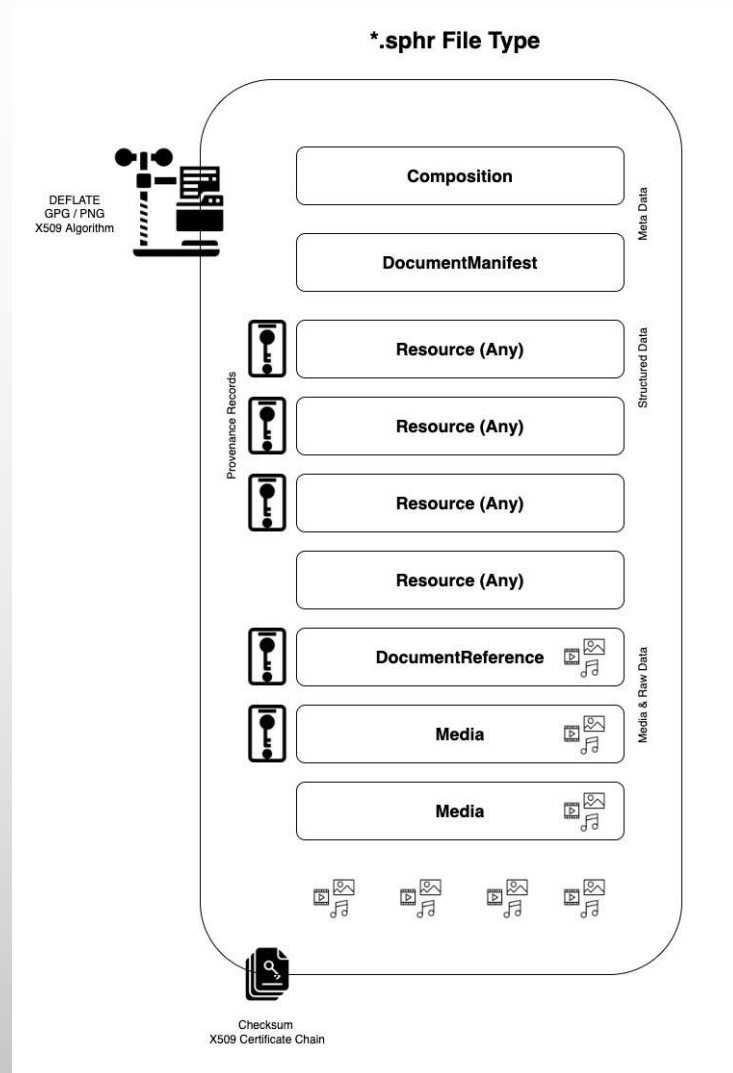 *.sphr File Type
DEFLATE
GPG / PNG
X509 Algorithm
Composition
Meta Data
DocumentManifest
Provenance Records
Resource (Any)
Structured Data
Resource (Any)
Resource (Any)
Resource (Any)
DocumentReference
Media & Raw Data
Media
Media
Checksum
X509 Certificate Chain